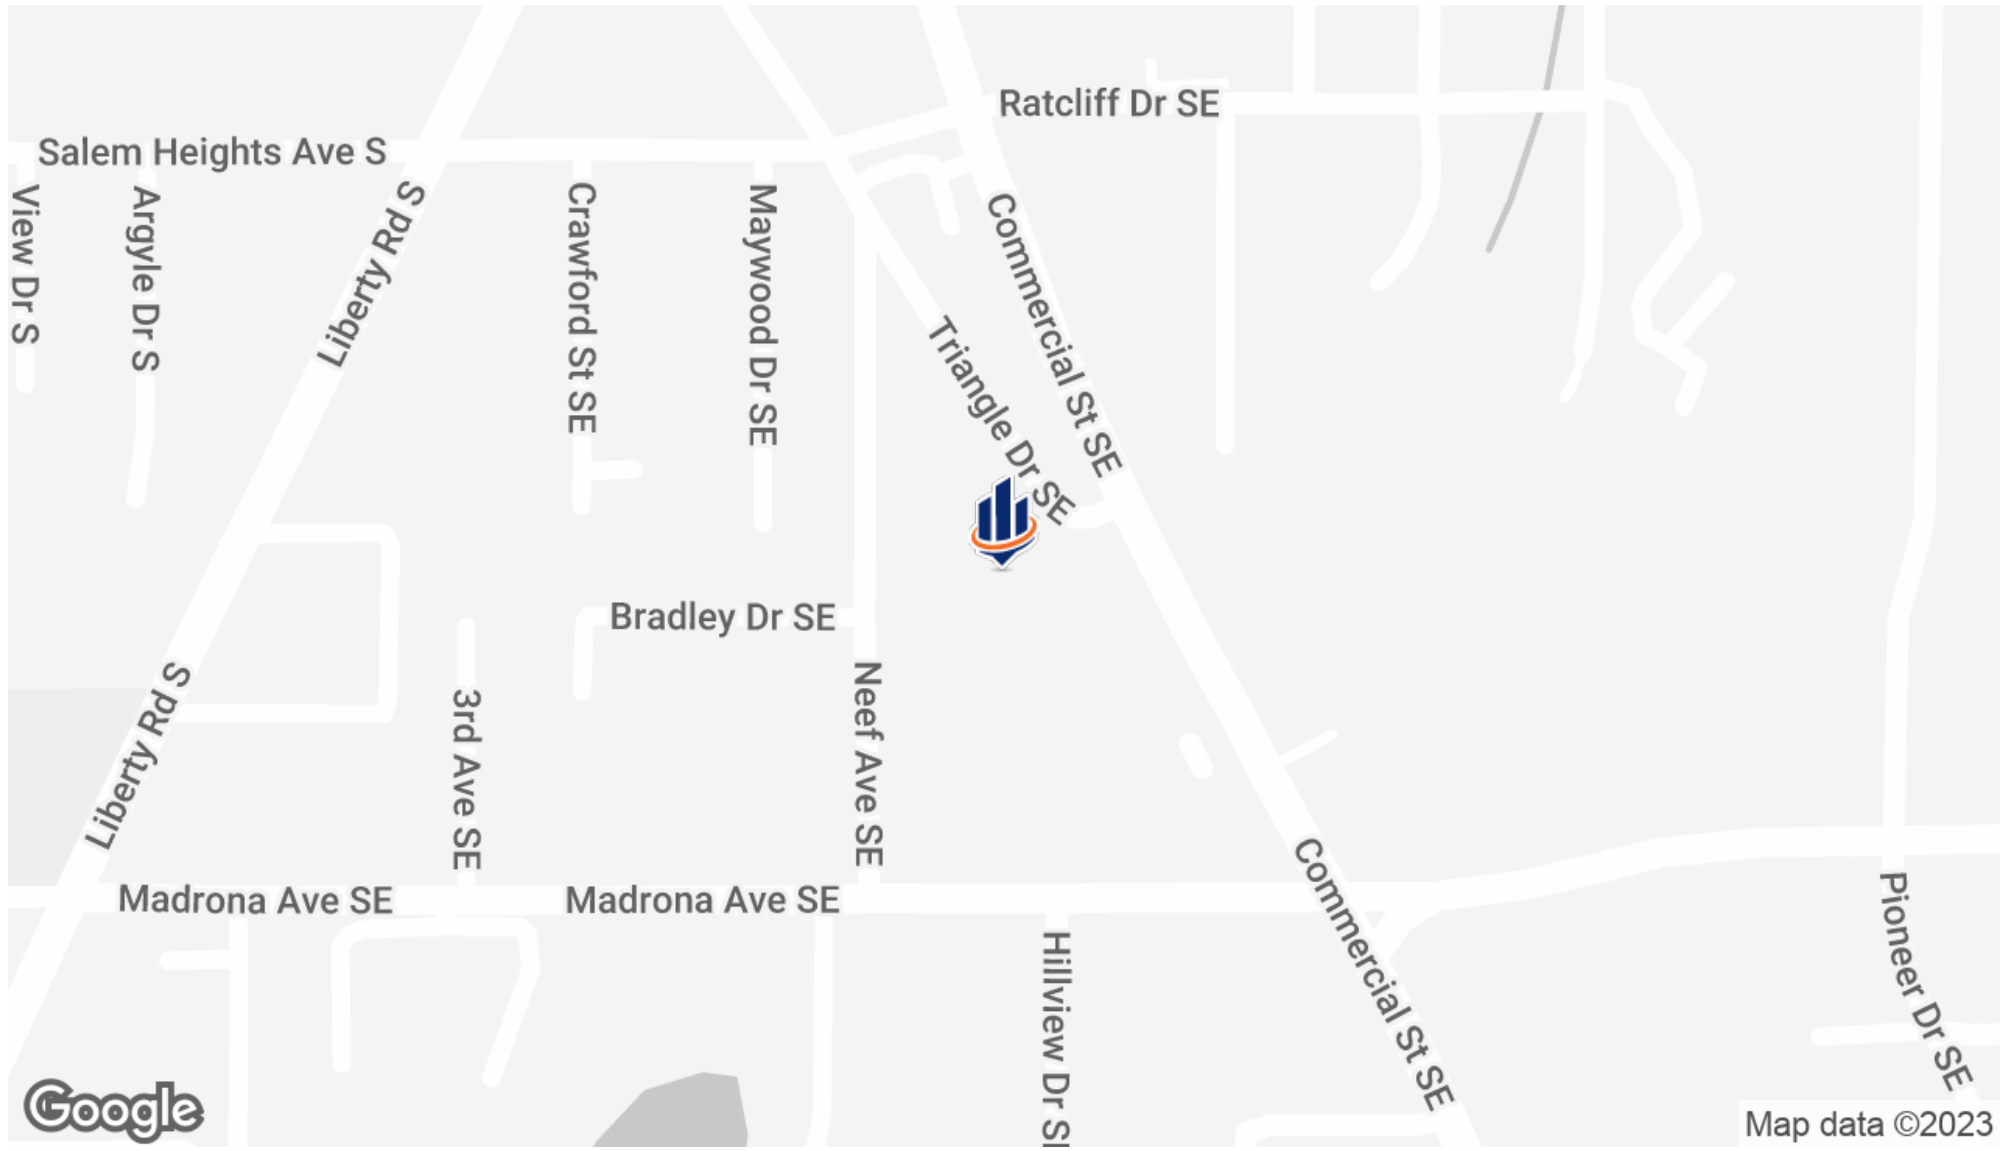 Ratcliff Dr SE
Salem Heights Ave S
View Dr S
Argyle Dr S
Liberty Rd S
Crawford St SE
Maywood Dr SE
Commercial St SE
Triangle Dr SE
Bradley Dr SE
Liberty Rd S
3rd Ave SE
Neef Ave SE
Madrona Ave SE
Madrona Ave SE
Commercial St SE
Pioneer Dr SE
Hillview Dr
Google
Map data ©2023